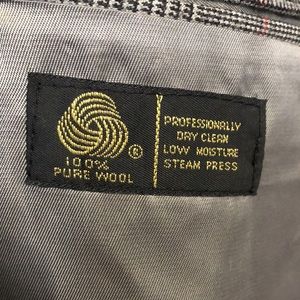 100%
PURE WOOL
®
PROFESSIONALLY
DRY CLEAN
LOW MOISTURE
STEAM PRESS